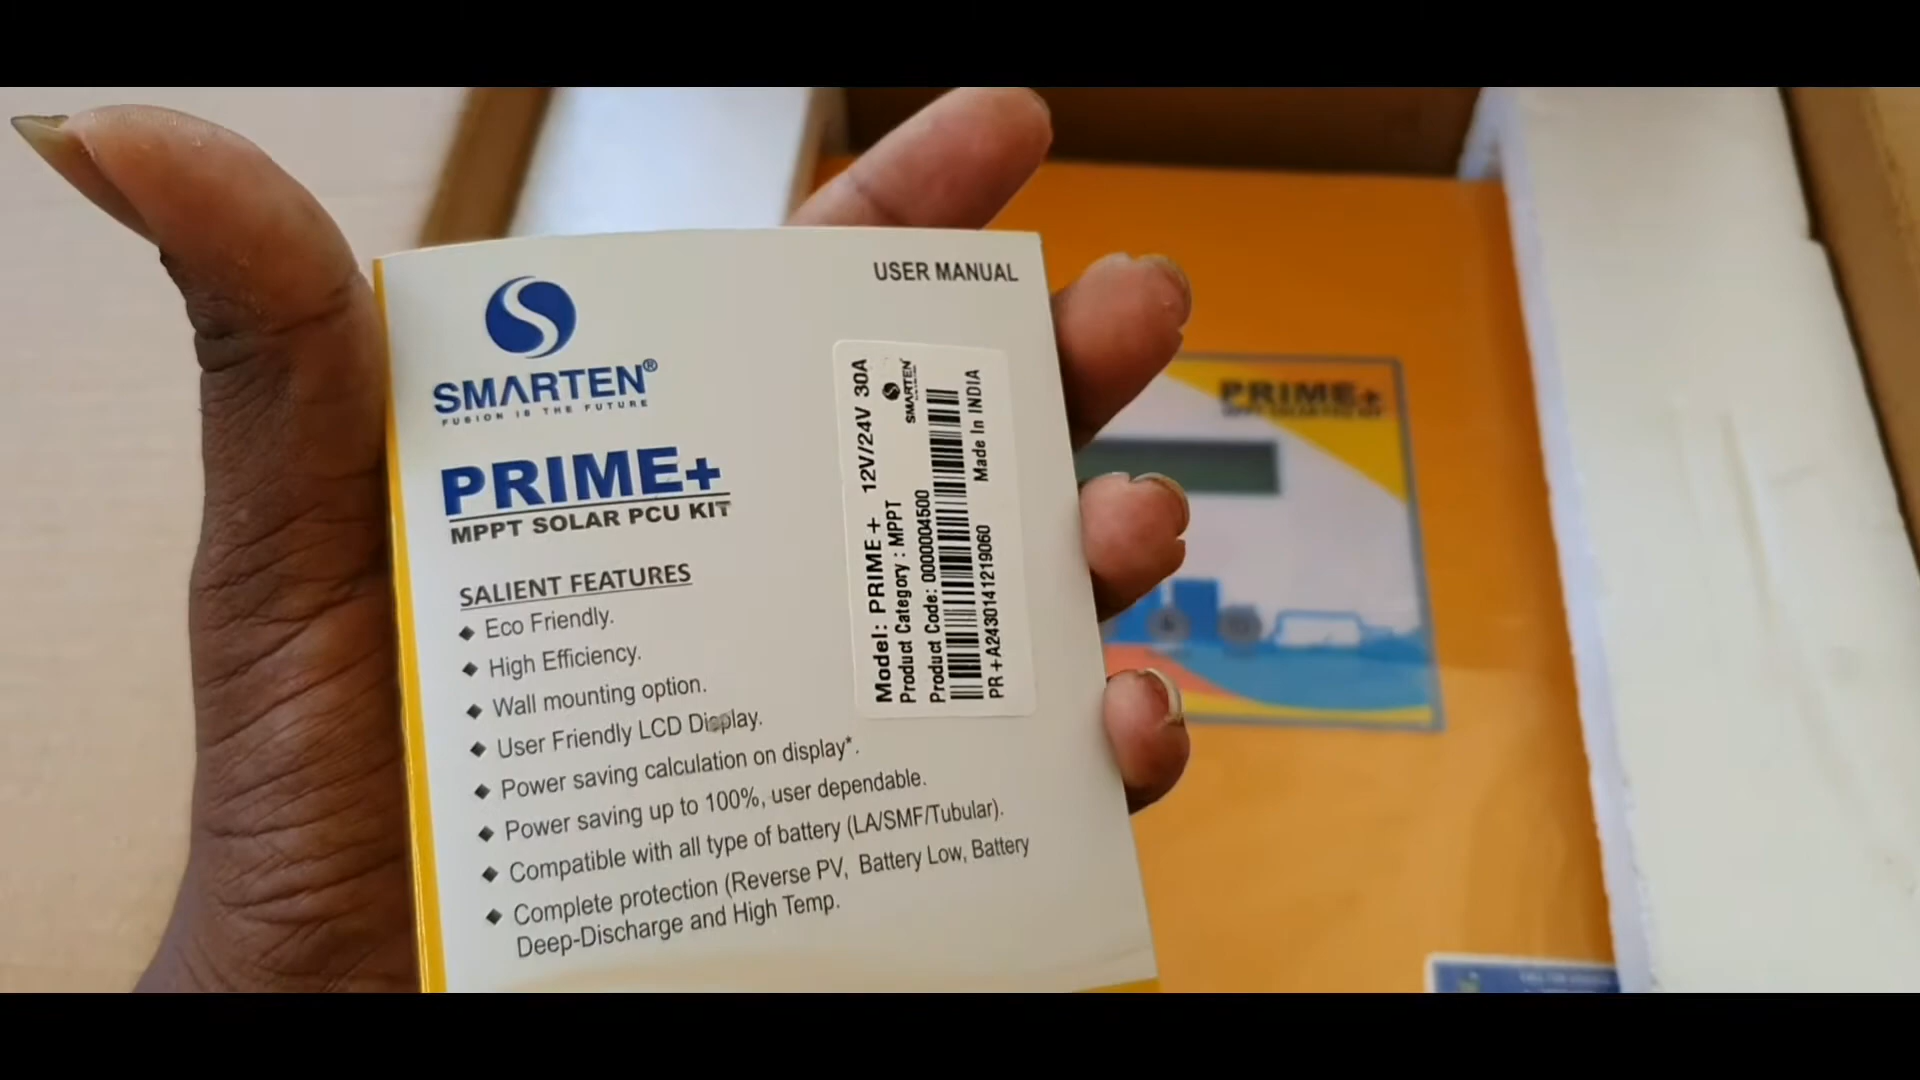 USER MANUAL
SMARTEN®
FUSION IS THE FUTURE
PRIME+
MPPT SOLAR PCU KIT
SALIENT FEATURES
◆ Eco Friendly.
◆ High Efficiency.
◆ Wall mounting option.
◆ User Friendly LCD Display.
◆ Power saving calculation on display*.
◆ Power saving up to 100%, user dependable.
◆ Compatible with all type of battery (LA/SMF/Tubular).
◆ Complete protection (Reverse PV, Battery Low, Battery
Deep-Discharge and High Temp.
Model: PRIME + 12V/24V 30A
Product Category : MPPT
SMARTEN
Product Code: 0000004500
Made In INDIA
PR+A24301411219060
PRIME+